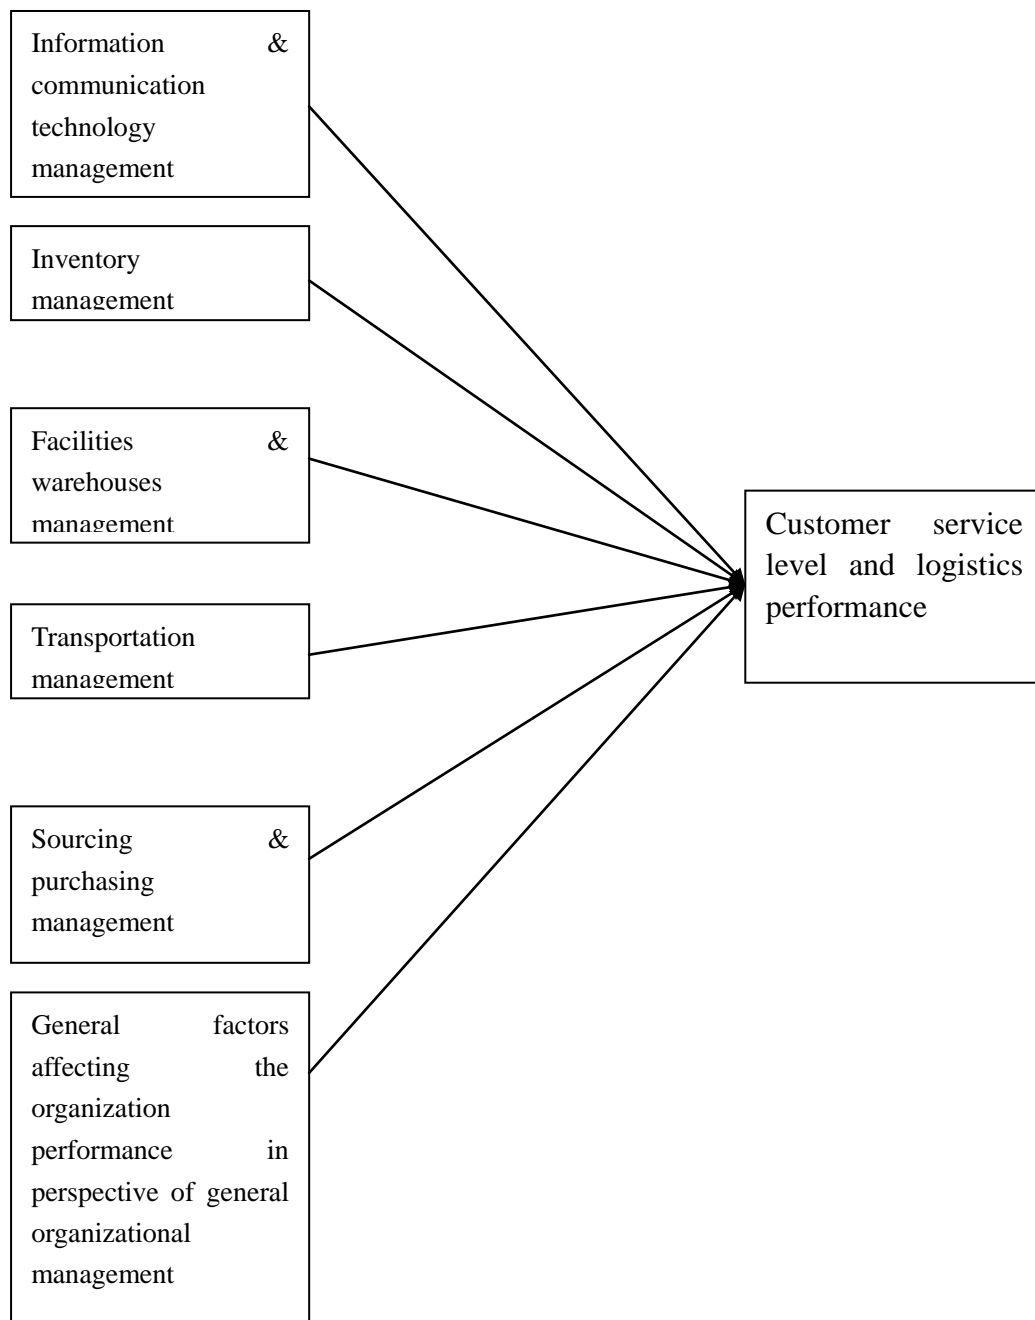 Information &
communication
technology
management
Inventory
management
Facilities &
warehouses
management
Transportation
management
Sourcing &
purchasing
management
General factors
affecting the
organization
performance in
perspective of general
organizational
management
Customer service
level and logistics
performance